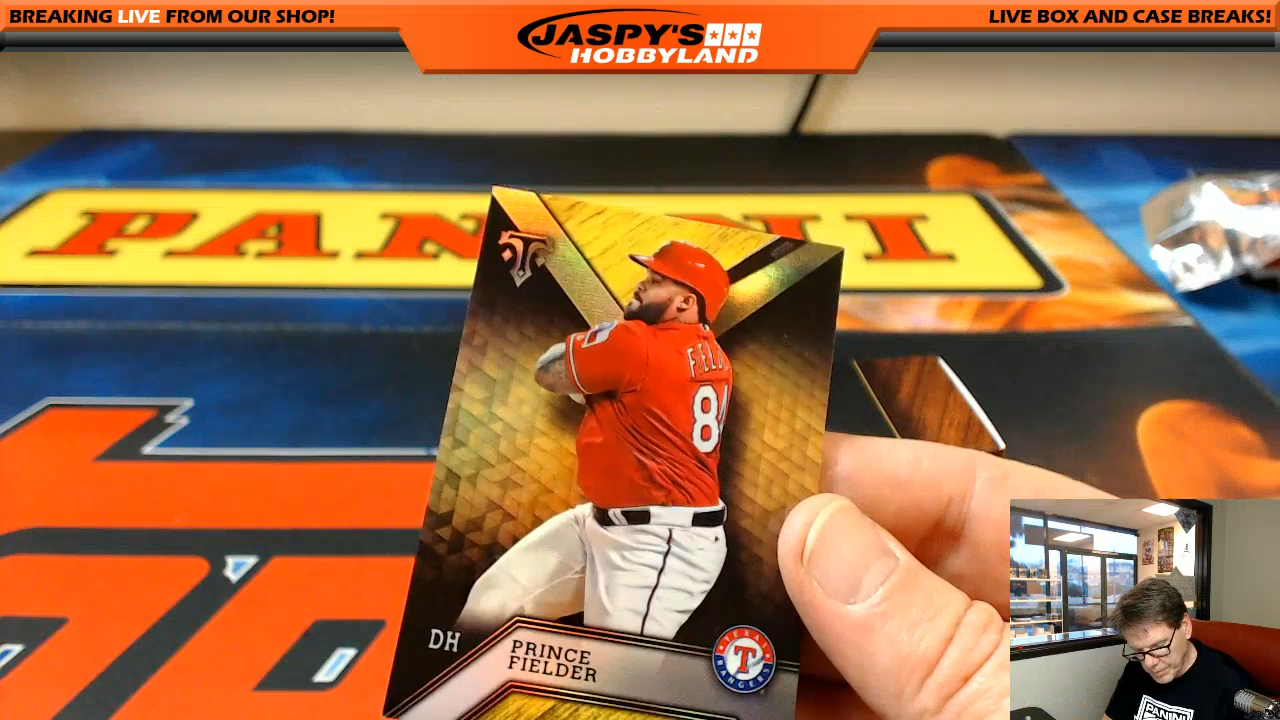 BREAKING LIVE FROM OUR SHOP!
JASPY'S
HOBBYLAND
LIVE BOX AND CASE BREAKS!
PANINI
FIELD
84
DH
PRINCE
FIELDER
TEXAS
T
RANGERS
PANINI